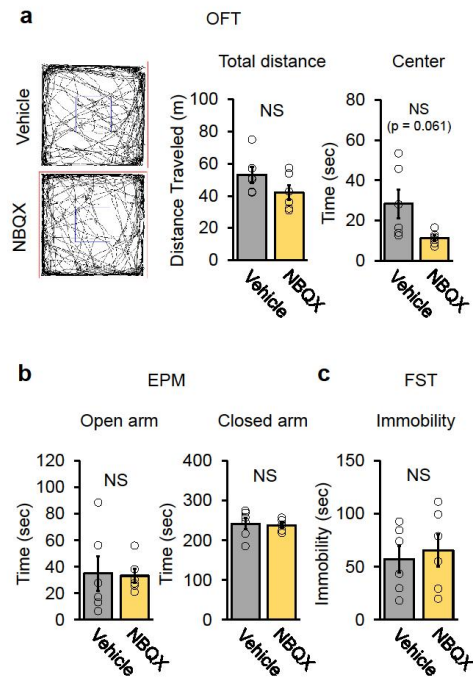 a
OFT
Vehicle
NBQX
Total distance
Distance Traveled (m)
100
80
60
40
20
0
NS
Vehicle
NBQX
Center
Time (sec)
80
60
40
20
0
NS
(p = 0.061)
Vehicle
NBQX
b
EPM
Open arm
Time (sec)
120
100
80
60
40
20
0
NS
Vehicle
NBQX
Closed arm
Time (sec)
400
300
200
100
0
NS
Vehicle
NBQX
c
FST
Immobility
Immobility (sec)
150
100
50
0
NS
Vehicle
NBQX